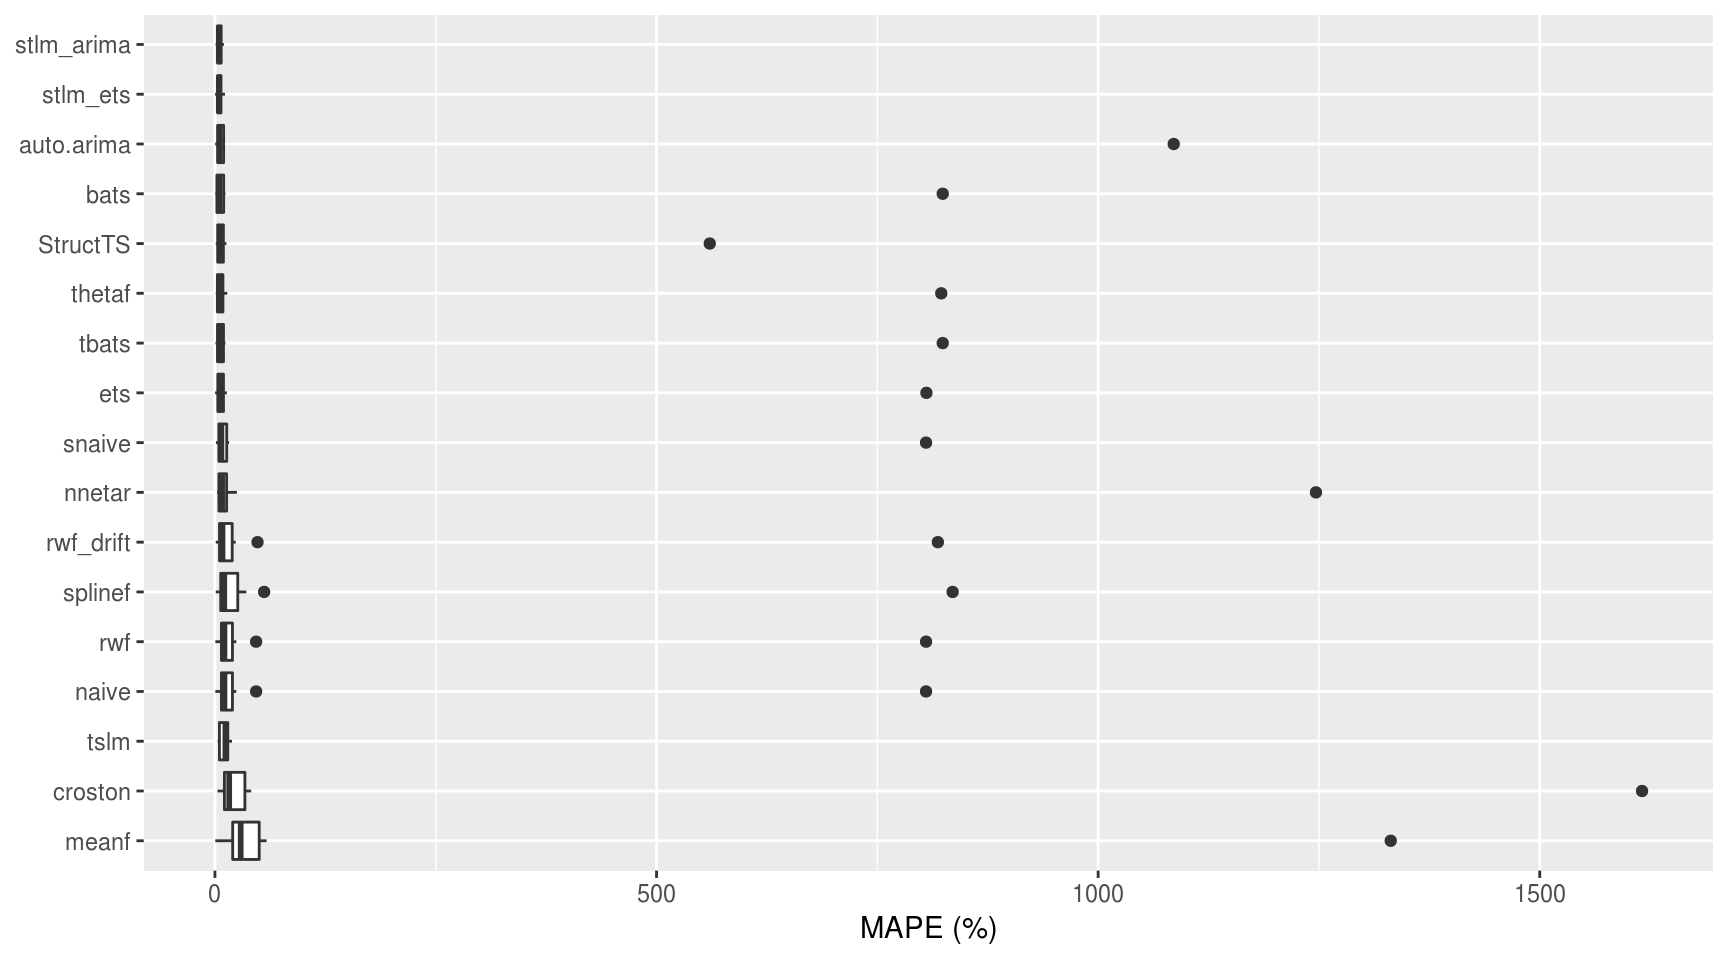 stlm_arima
stlm_ets
auto.arima
bats
StructTS
thetaf
tbats
ets
snaive
nnetar
rwf_drift
splinef
rwf
naive
tslm
croston
meanf
0 500 1000 1500
MAPE (%)